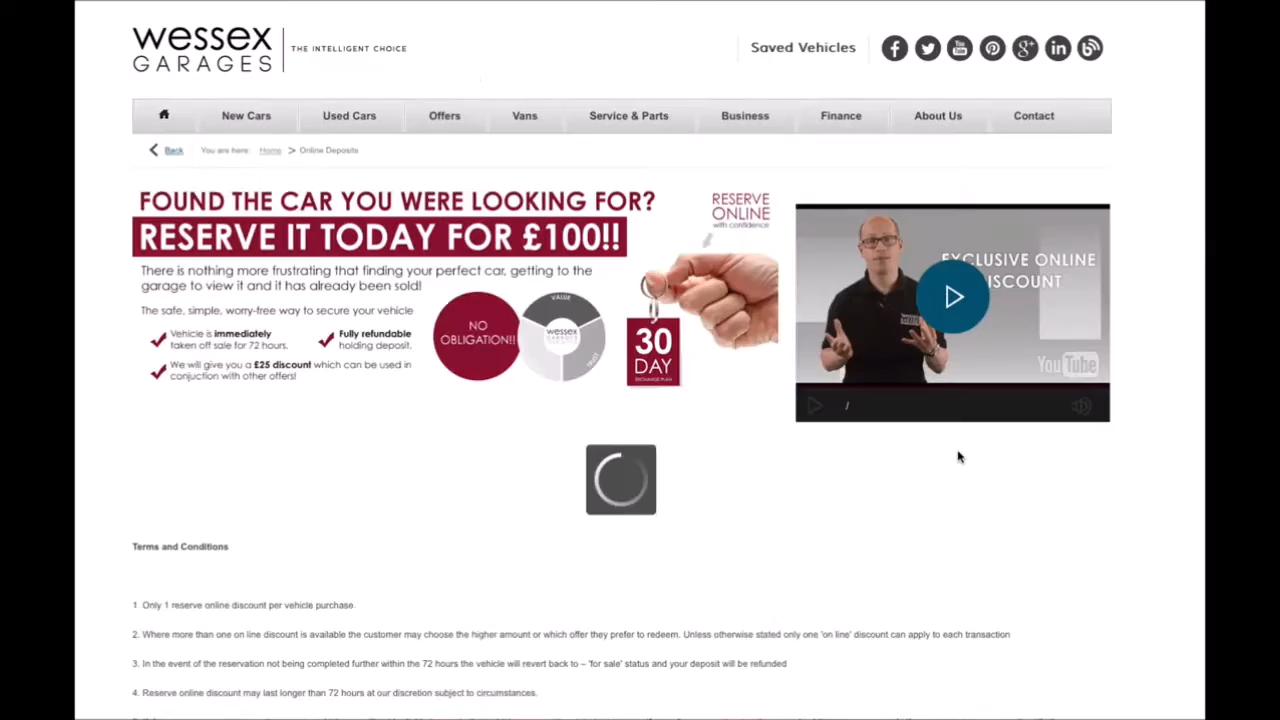 wessex
GARAGES
THE INTELLIGENT CHOICE
Saved Vehicles
New Cars Used Cars Offers Vans Service & Parts Business Finance About Us Contact
Back You are here: Home > Online Deposits
FOUND THE CAR YOU WERE LOOKING FOR?
RESERVE IT TODAY FOR £100!!
There is nothing more frustrating that finding your perfect car, getting to the
garage to view it and it has already been sold!
The safe, simple, worry-free way to secure your vehicle
Vehicle is immediately
taken off sale for 72 hours.
Fully refundable
holding deposit.
We will give you a £25 discount which can be used in
conjuction with other offers!
NO
OBLIGATION!!
VALUE
wessex
GARAGES
TRUST
RESERVE
ONLINE
with confidence
30
DAY
EXCHANGE PLAN
EXCLUSIVE ONLINE
DISCOUNT
YouTube
/
Terms and Conditions
1 Only 1 reserve online discount per vehicle purchase
2. Where more than one on line discount is available the customer may choose the higher amount or which offer they prefer to redeem. Unless otherwise stated only one 'on line' discount can apply to each transaction
3. In the event of the reservation not being completed further within the 72 hours the vehicle will revert back to – 'for sale' status and your deposit will be refunded
4. Reserve online discount may last longer than 72 hours at our discretion subject to circumstances.